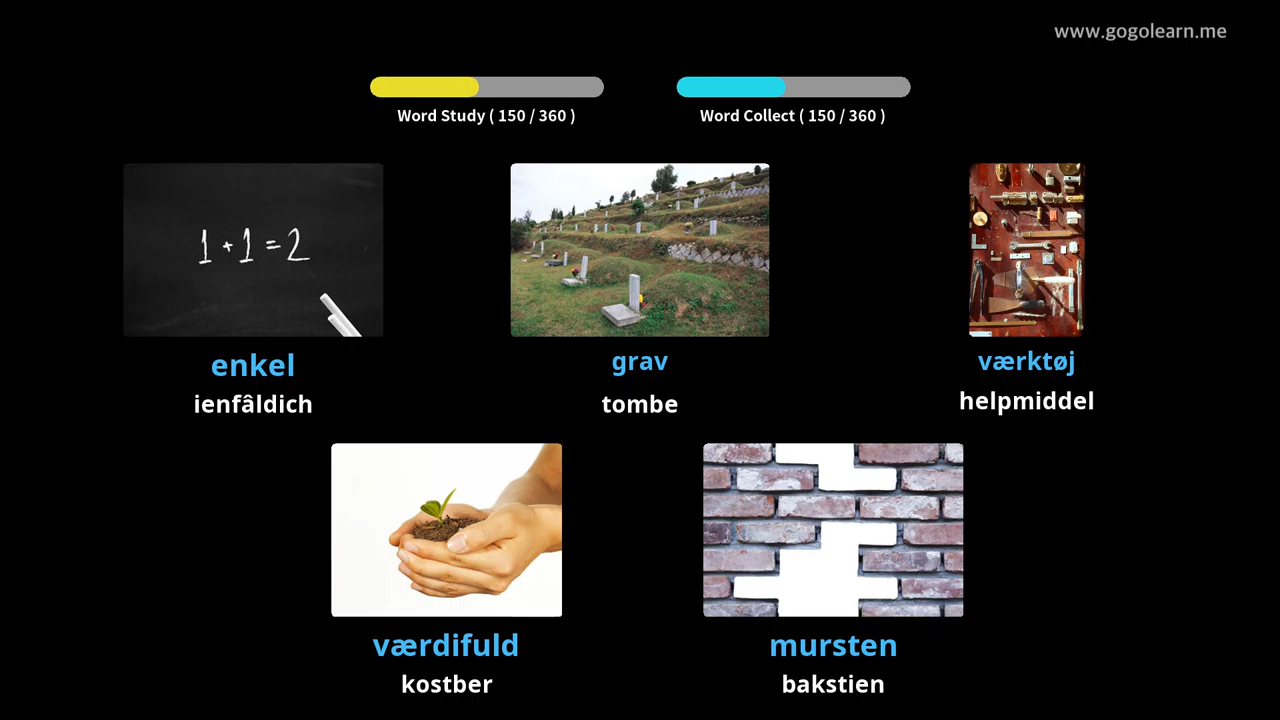 www.gogolearn.me
Word Study ( 150 / 360 )
Word Collect ( 150 / 360 )
1 + 1 = 2
enkel
ienfâldich
grav
tombe
værktøj
helpmiddel
værdifuld
kostber
mursten
bakstien